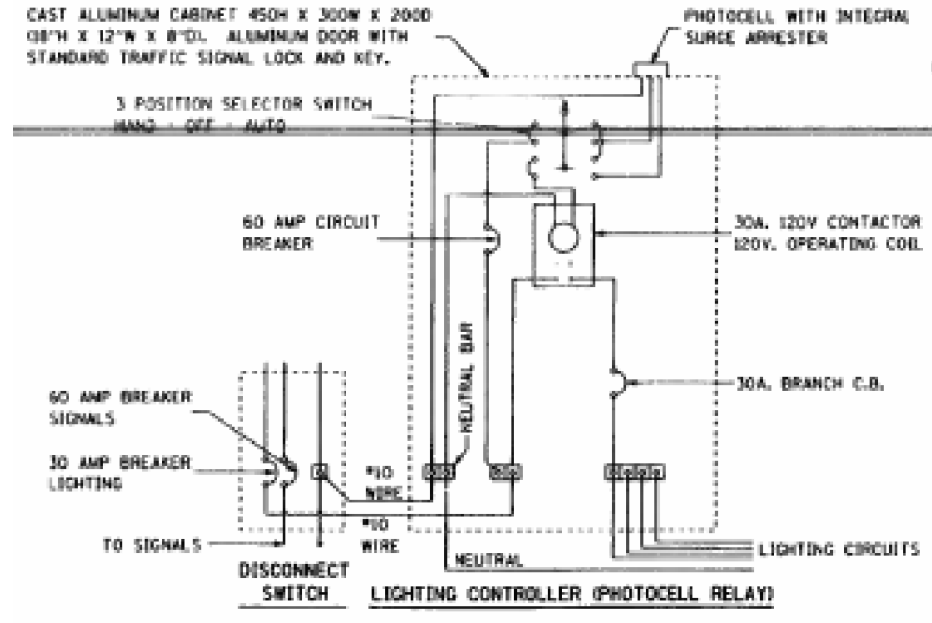 CAST ALUMINUM CABINET 450H X 300W X 200D
(18"H X 12"W X 8"D). ALUMINUM DOOR WITH
STANDARD TRAFFIC SIGNAL LOCK AND KEY.
PHOTOCELL WITH INTEGRAL
SURGE ARRESTER
3 POSITION SELECTOR SWITCH
HAND - OFF - AUTO
60 AMP CIRCUIT
BREAKER
30A. 120V CONTACTOR
120V. OPERATING COIL
NEUTRAL BAR
30A. BRANCH C.B.
60 AMP BREAKER
SIGNALS
30 AMP BREAKER
LIGHTING
#10
WIRE
#10
WIRE
TO SIGNALS
NEUTRAL
LIGHTING CIRCUITS
DISCONNECT
SWITCH
LIGHTING CONTROLLER (PHOTOCELL RELAY)